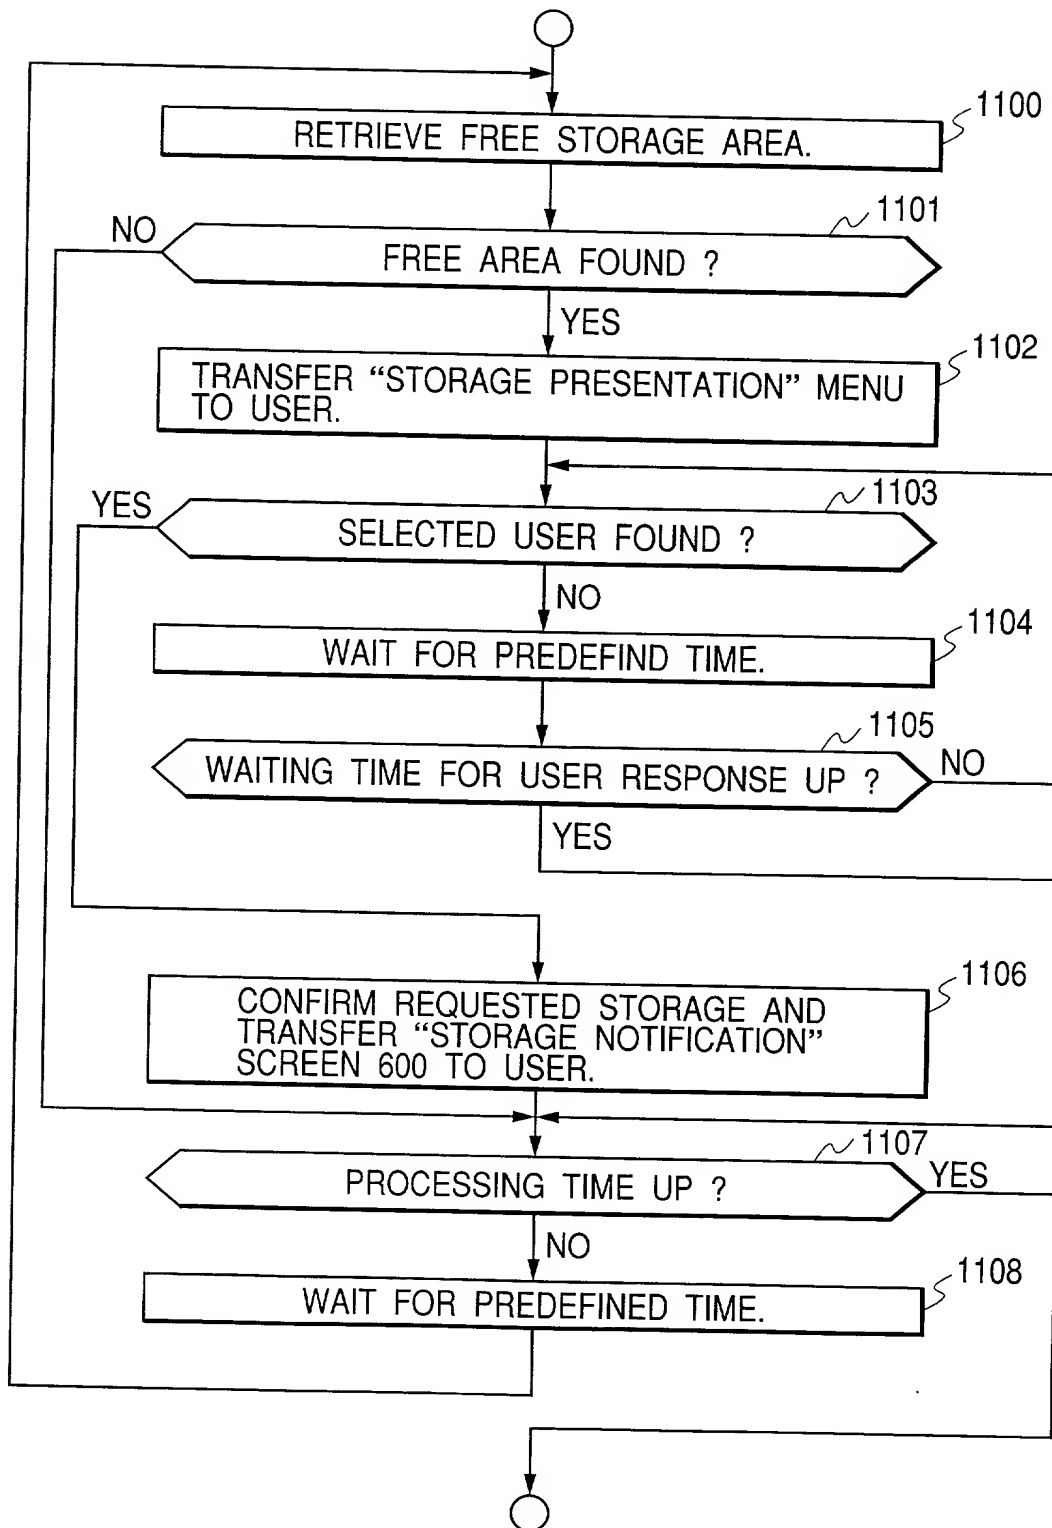 1100
RETRIEVE FREE STORAGE AREA.
1101
NO
FREE AREA FOUND ?
YES
1102
TRANSFER “STORAGE PRESENTATION” MENU
TO USER.
1103
YES
SELECTED USER FOUND ?
NO
1104
WAIT FOR PREDEFIND TIME.
1105
WAITING TIME FOR USER RESPONSE UP ?
NO
YES
1106
CONFIRM REQUESTED STORAGE AND
TRANSFER “STORAGE NOTIFICATION”
SCREEN 600 TO USER.
1107
PROCESSING TIME UP ?
YES
NO
1108
WAIT FOR PREDEFINED TIME.